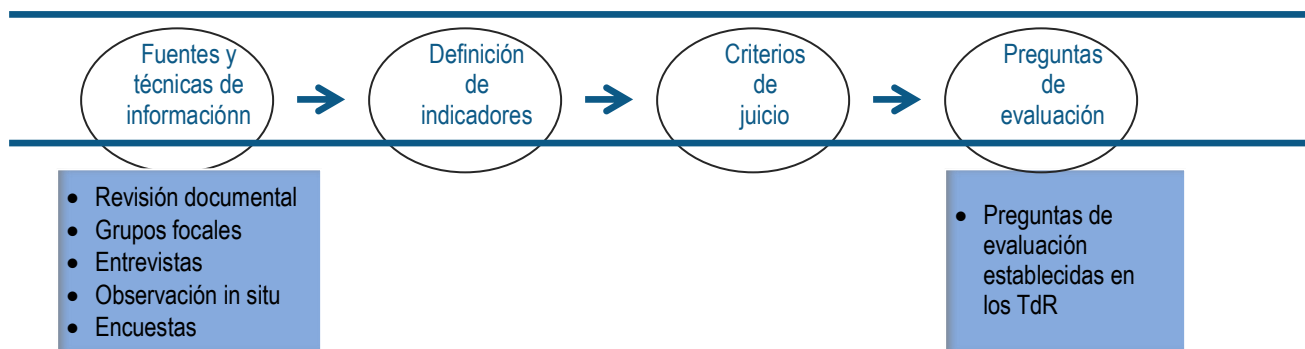 Fuentes y
técnicas de
informaciónn
Definición
de
indicadores
Criterios
de
juicio
Preguntas
de
evaluación
• Revisión documental
• Grupos focales
• Entrevistas
• Observación in situ
• Encuestas
• Preguntas de
evaluación
establecidas en
los TdR